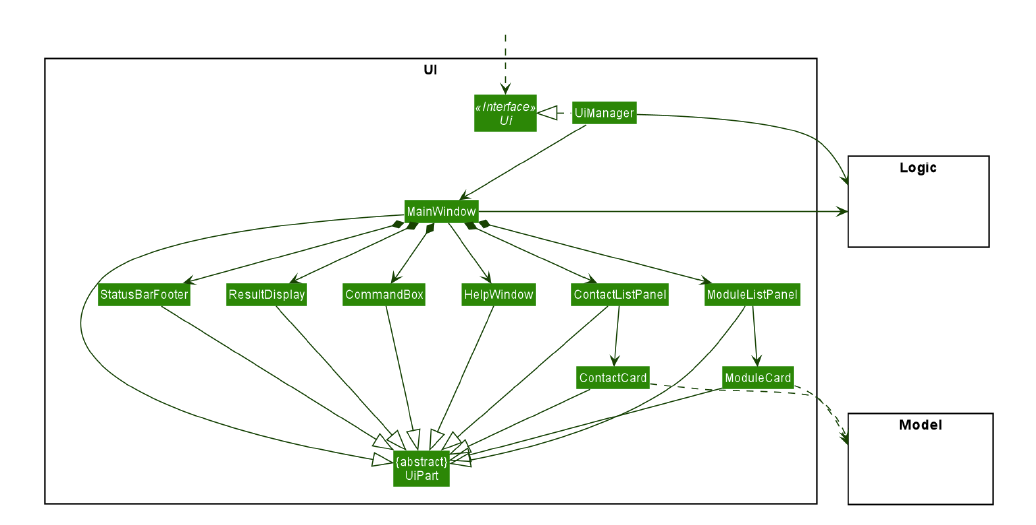 UI
«Interface»
Ui
UiManager
Logic
MainWindow
StatusBarFooter
ResultDisplay
CommandBox
HelpWindow
ContactListPanel
ModuleListPanel
ContactCard
ModuleCard
Model
{abstract}
UiPart